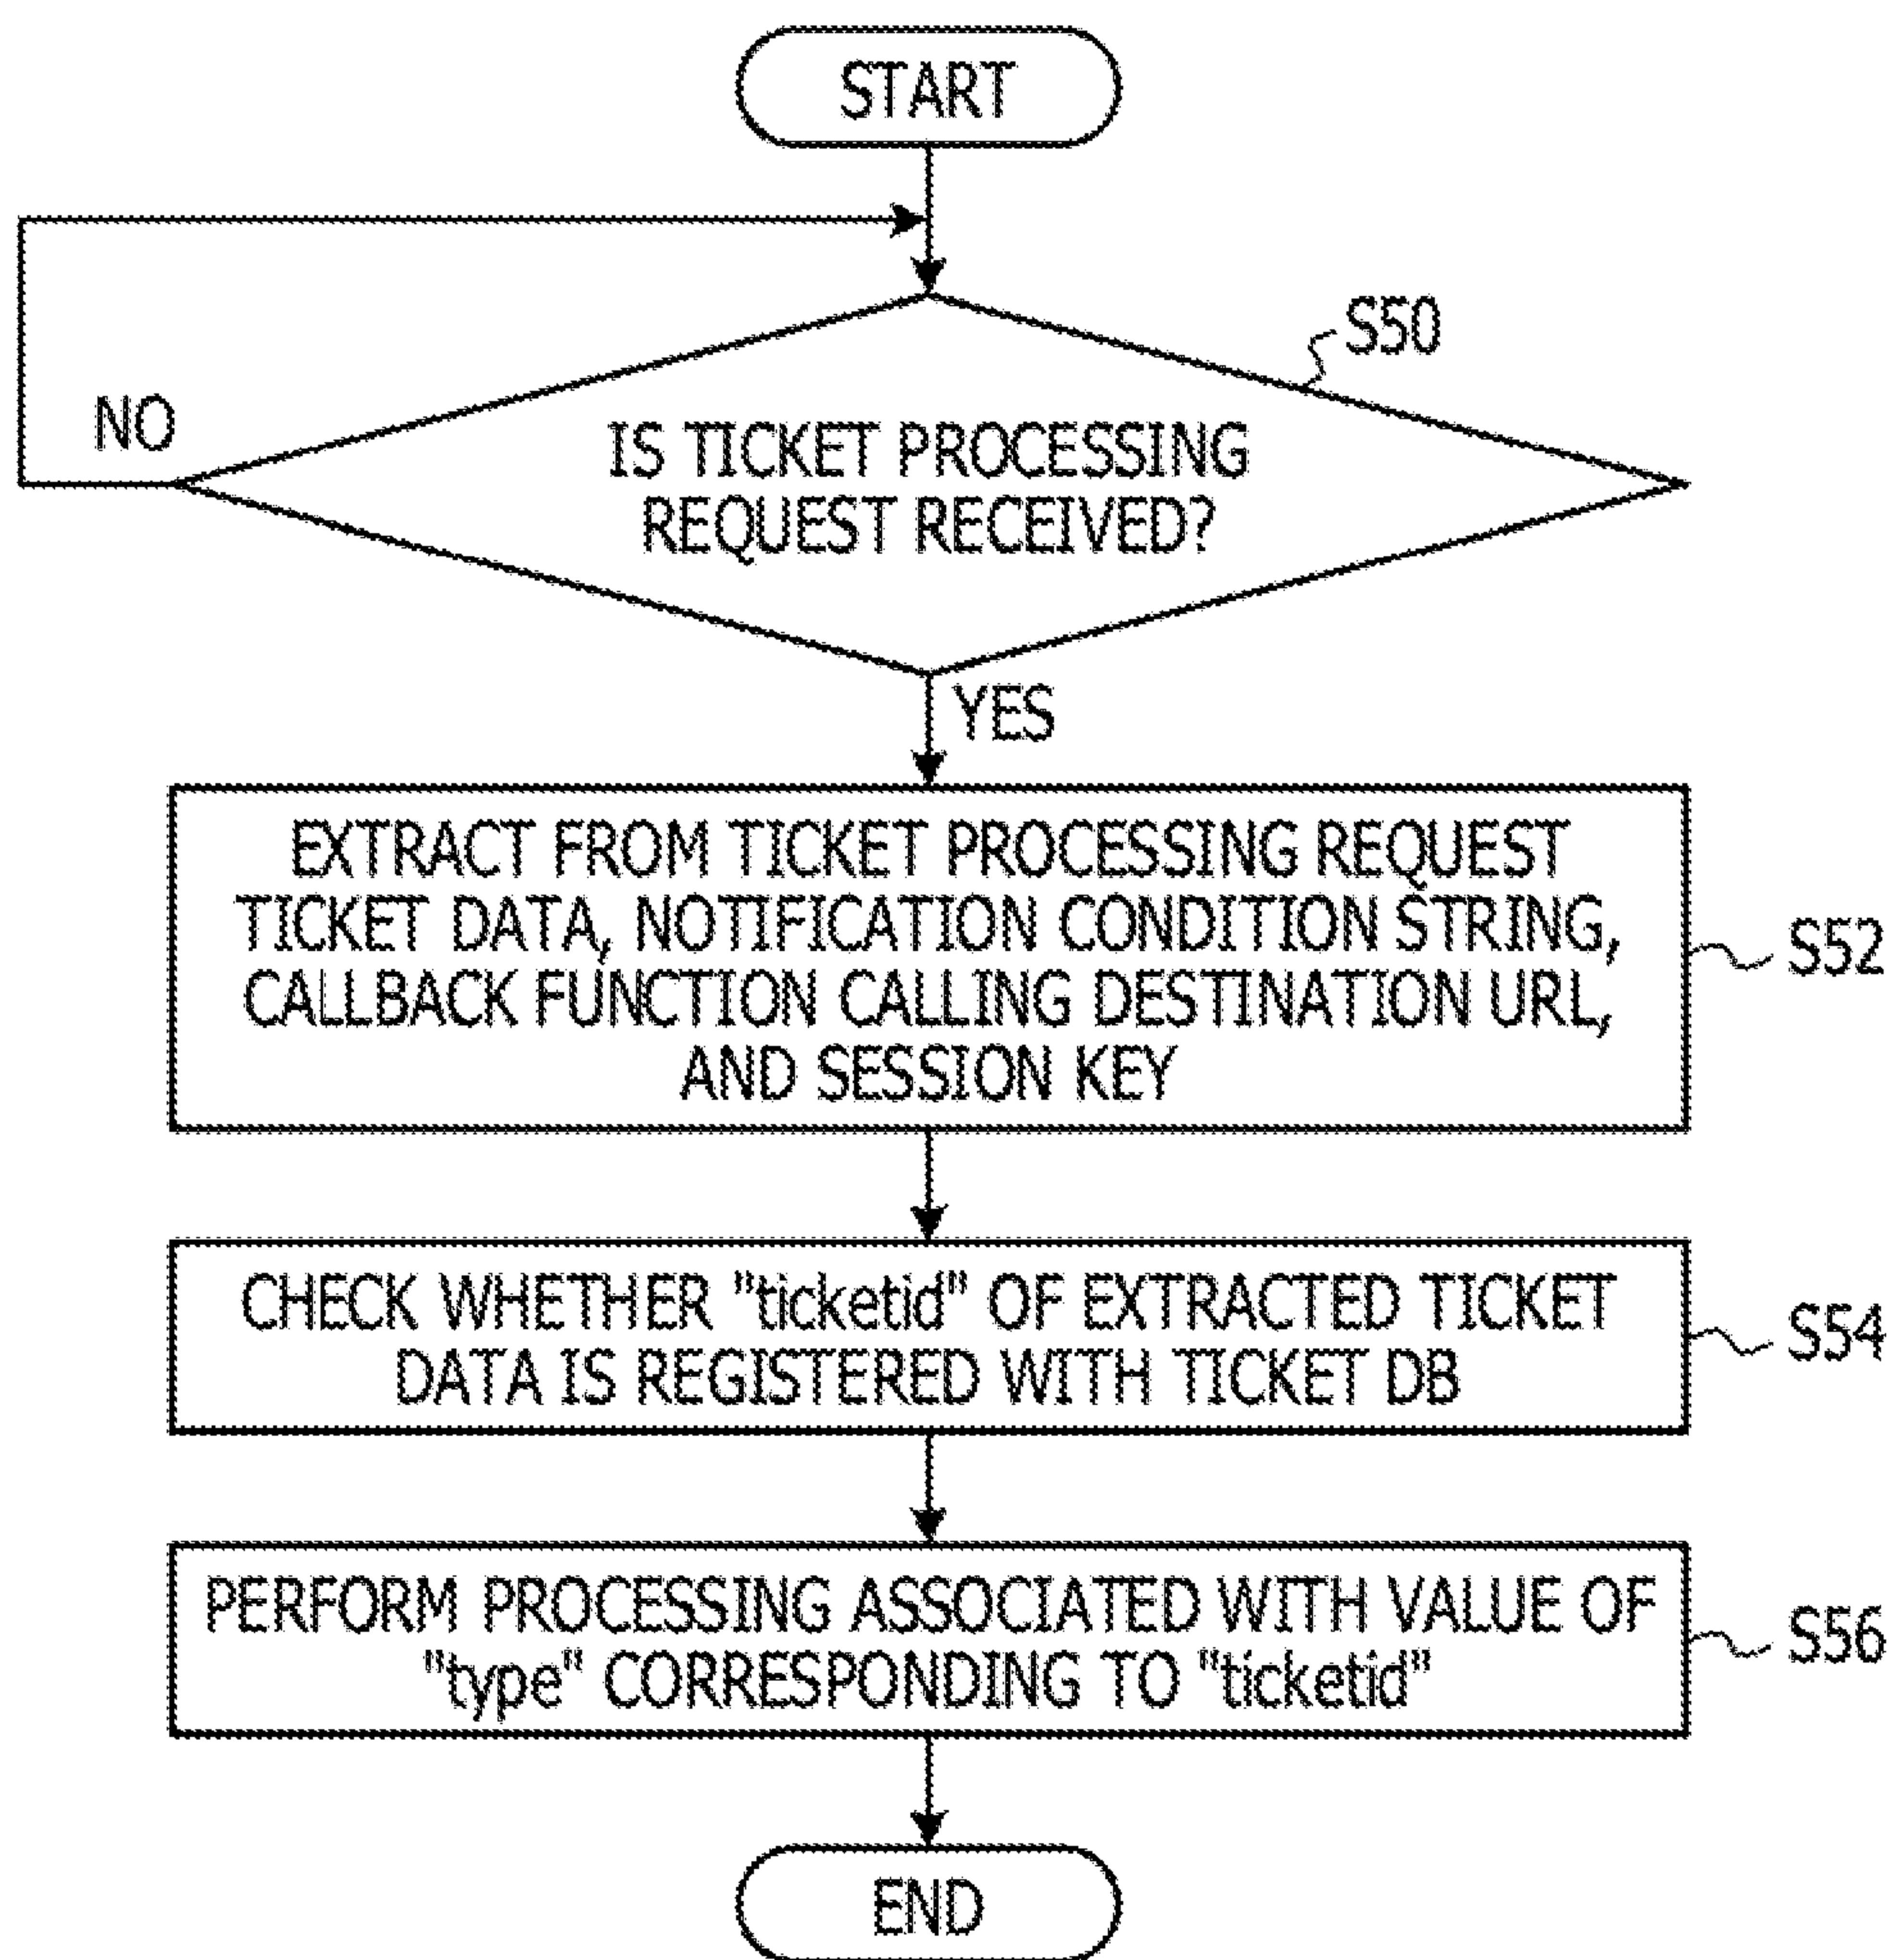 START
S50
NO
IS TICKET PROCESSING
REQUEST RECEIVED?
YES
EXTRACT FROM TICKET PROCESSING REQUEST
TICKET DATA, NOTIFICATION CONDITION STRING,
CALLBACK FUNCTION CALLING DESTINATION URL,
AND SESSION KEY
S52
CHECK WHETHER "ticketid" OF EXTRACTED TICKET
DATA IS REGISTERED WITH TICKET DB
S54
PERFORM PROCESSING ASSOCIATED WITH VALUE OF
"type" CORRESPONDING TO "ticketid"
S56
END